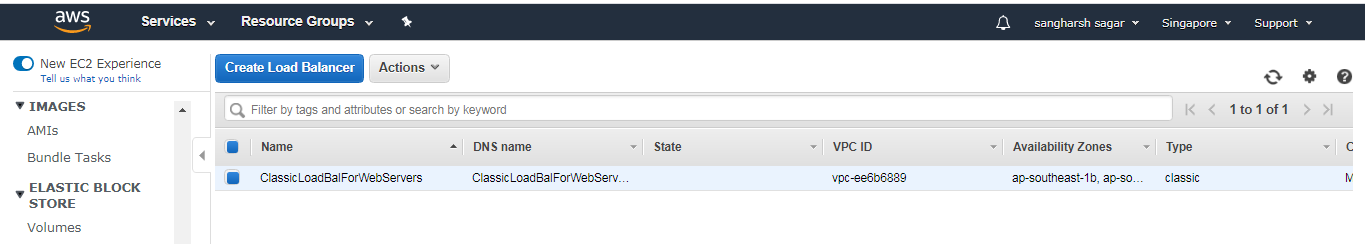 aws Services Resource Groups sangharsh sagar Singapore Support
New EC2 Experience
Tell us what you think
Create Load Balancer Actions
IMAGES
AMIs
Bundle Tasks
ELASTIC BLOCK
STORE
Volumes
Filter by tags and attributes or search by keyword
1 to 1 of 1
Name DNS name State VPC ID Availability Zones Type
ClassicLoadBalForWebServers ClassicLoadBalForWebServ... vpc-ee6b6889 ap-southeast-1b, ap-so... classic